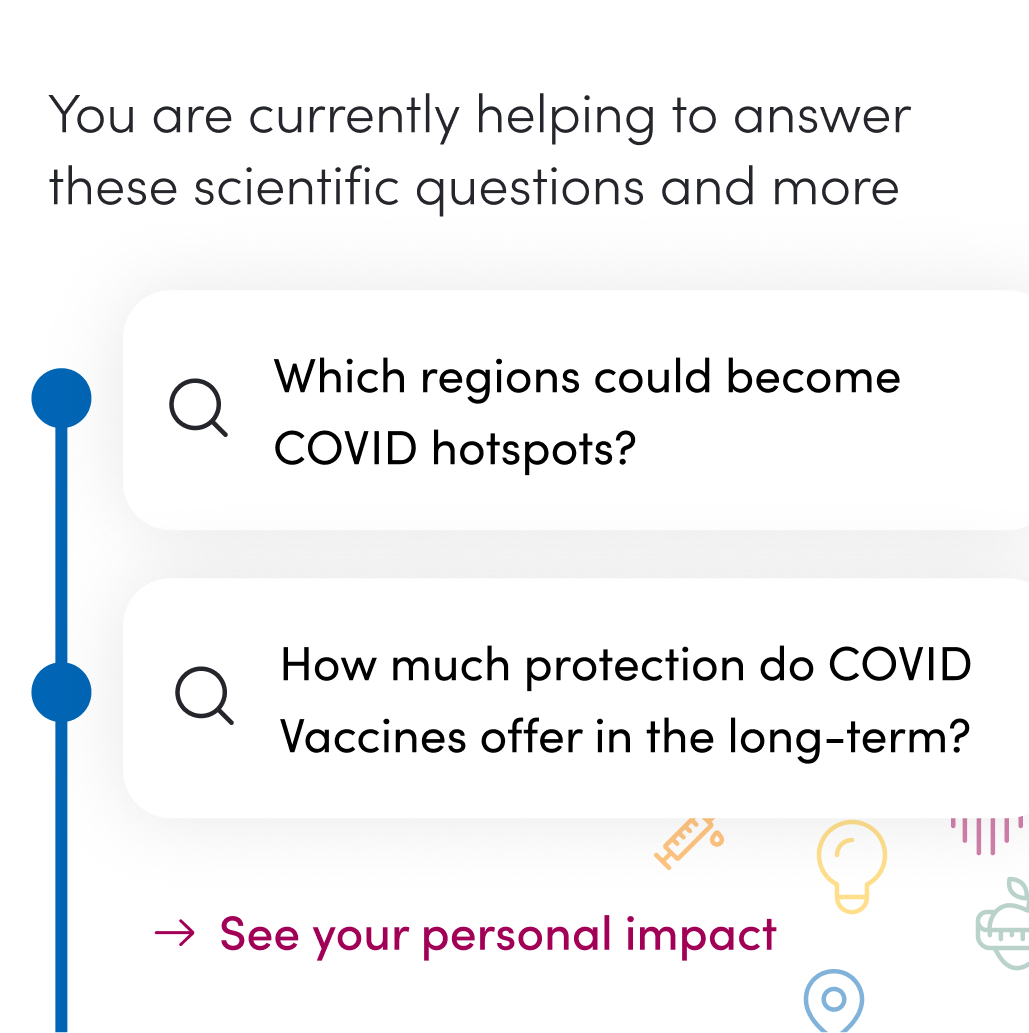 You are currently helping to answer
these scientific questions and more
Which regions could become
COVID hotspots?
How much protection do COVID
Vaccines offer in the long-term?
→ See your personal impact